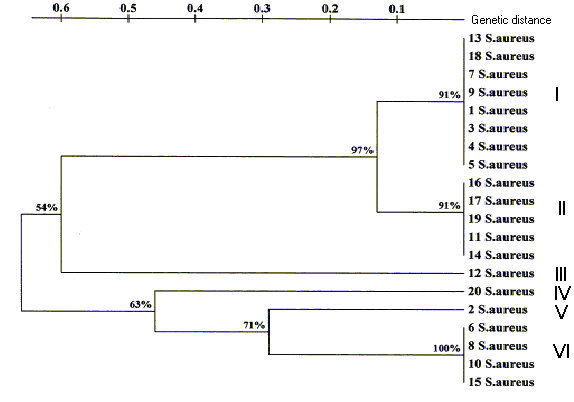 0.6 0.5 0.4 0.3 0.2 0.1 Genetic distance
13 S.aureus
18 S.aureus
7 S.aureus
91% 9 S.aureus I
1 S.aureus
3 S.aureus
97% 4 S.aureus
5 S.aureus
16 S.aureus
17 S.aureus
54% 91% 19 S.aureus II
11 S.aureus
14 S.aureus
12 S.aureus III
20 S.aureus IV
63% 2 S.aureus V
71% 6 S.aureus
100% 8 S.aureus VI
10 S.aureus
15 S.aureus